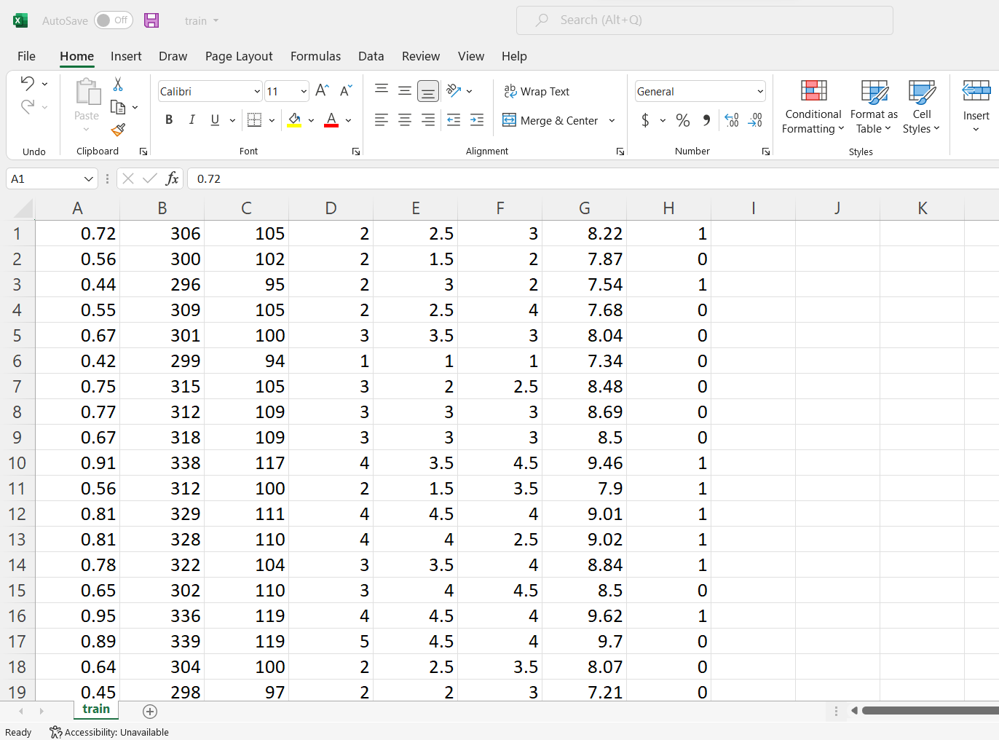 AutoSave Off train Search (Alt+Q)
File Home Insert Draw Page Layout Formulas Data Review View Help
Calibri 11 ab Wrap Text General
Paste B I U A Merge & Center $ % Conditional Formatting Format as Table Cell Styles Insert
Undo Clipboard Font Alignment Number Styles
A1 fx 0.72
A B C D E F G H I J K
1 0.72 306 105 2 2.5 3 8.22 1
2 0.56 300 102 2 1.5 2 7.87 0
3 0.44 296 95 2 3 2 7.54 1
4 0.55 309 105 2 2.5 4 7.68 0
5 0.67 301 100 3 3.5 3 8.04 0
6 0.42 299 94 1 1 1 7.34 0
7 0.75 315 105 3 2 2.5 8.48 0
8 0.77 312 109 3 3 3 8.69 0
9 0.67 318 109 3 3 3 8.5 0
10 0.91 338 117 4 3.5 4.5 9.46 1
11 0.56 312 100 2 1.5 3.5 7.9 1
12 0.81 329 111 4 4.5 4 9.01 1
13 0.81 328 110 4 4 2.5 9.02 1
14 0.78 322 104 3 3.5 4 8.84 1
15 0.65 302 110 3 4 4.5 8.5 0
16 0.95 336 119 4 4.5 4 9.62 1
17 0.89 339 119 5 4.5 4 9.7 0
18 0.64 304 100 2 2.5 3.5 8.07 0
19 0.45 298 97 2 2 3 7.21 0
train
Ready Accessibility: Unavailable